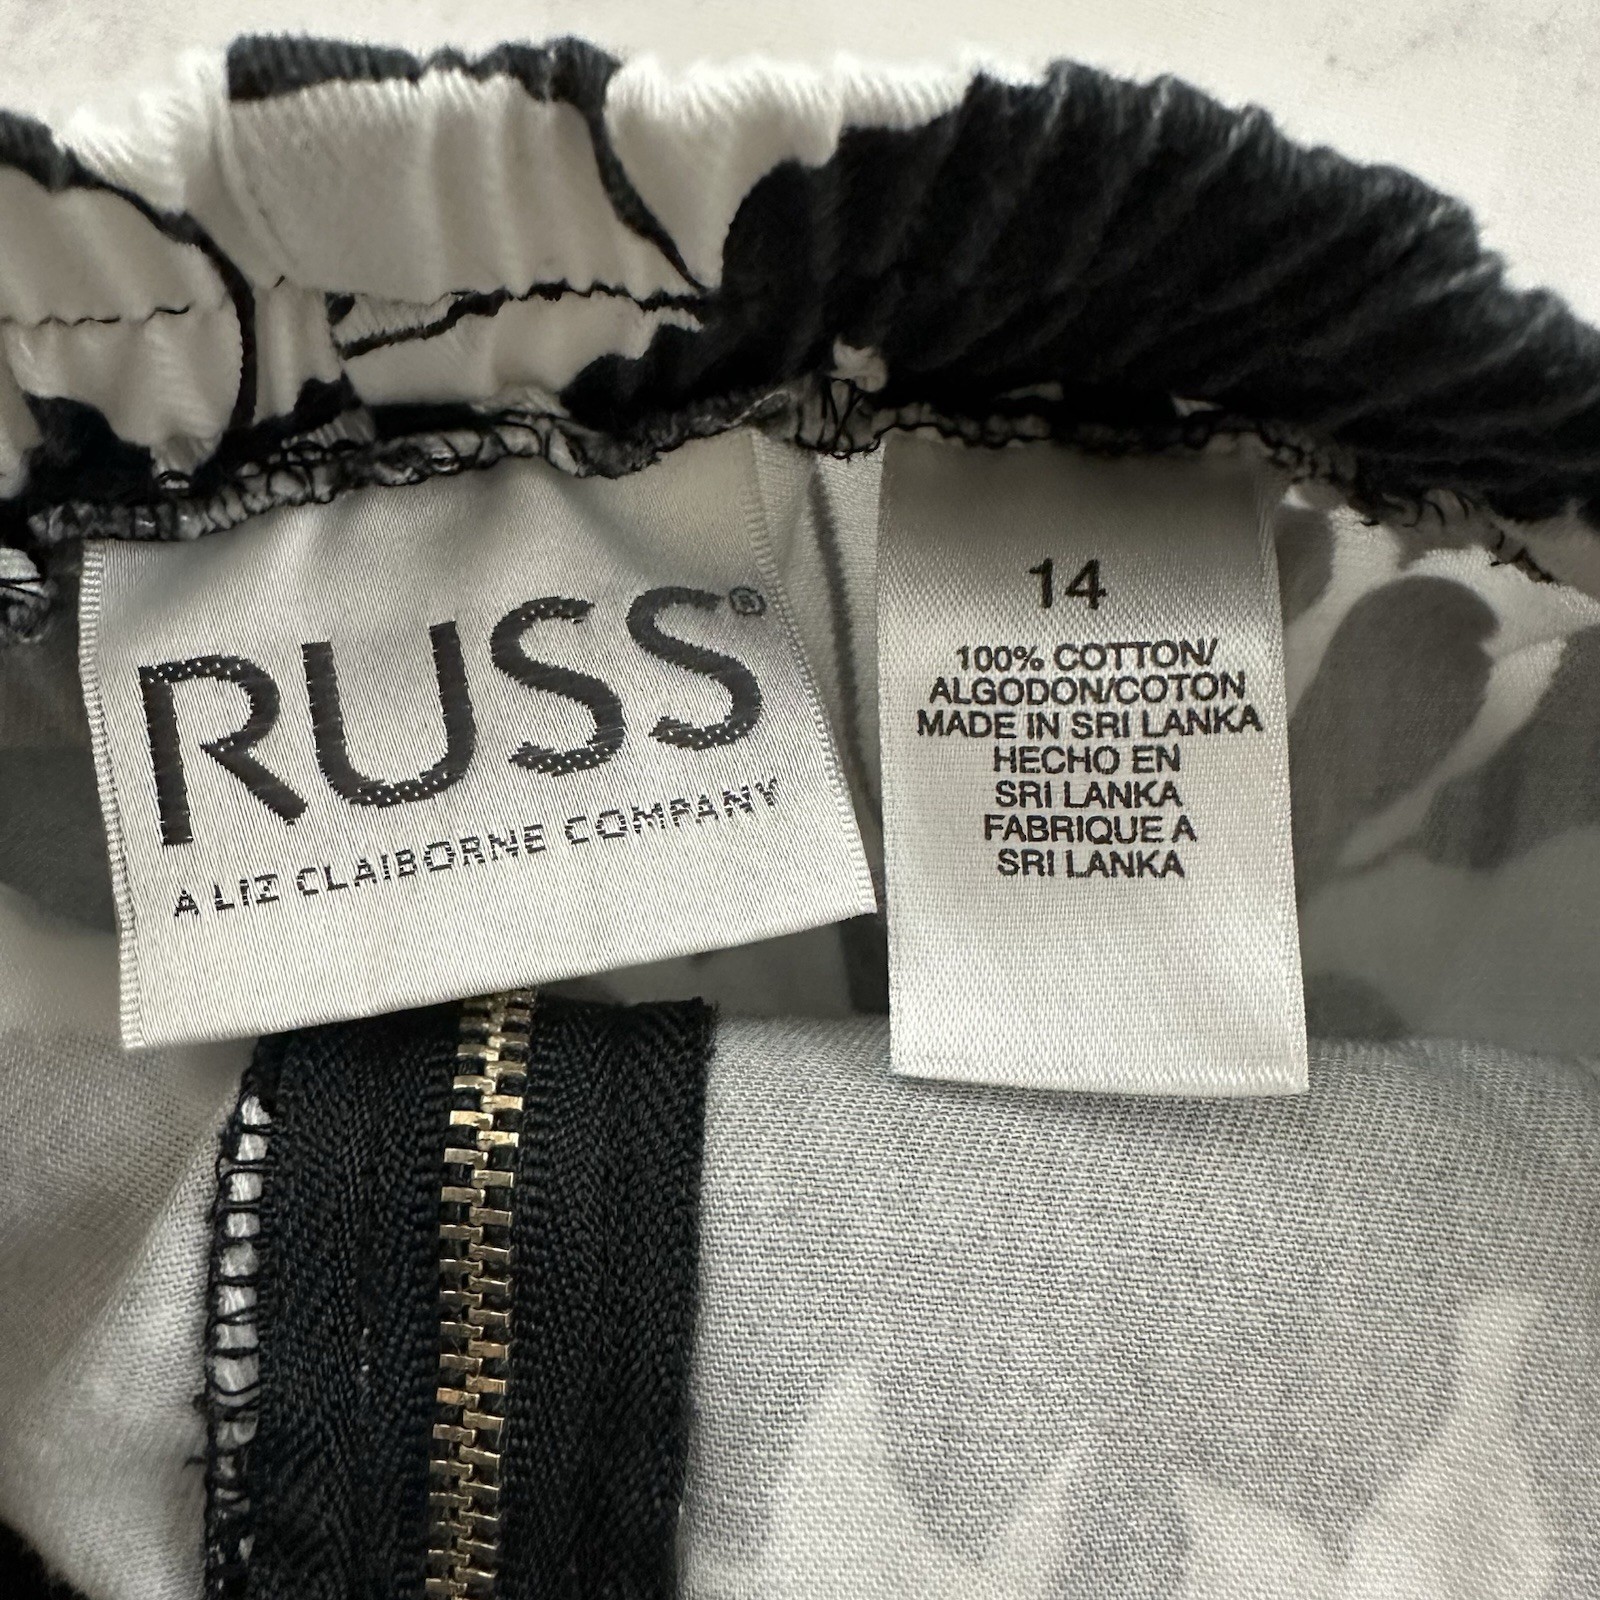 RUSS®
A LIZ CLAIBORNE COMPANY
14
100% COTTON/
ALGODON/COTON
MADE IN SRI LANKA
HECHO EN
SRI LANKA
FABRIQUE A
SRI LANKA